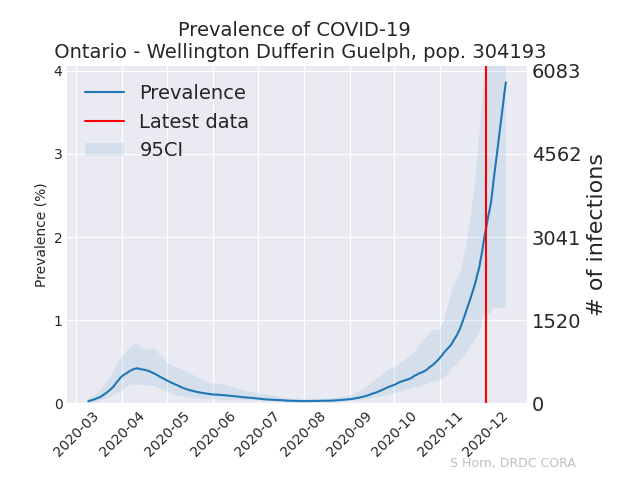 Prevalence of COVID-19
Ontario - Wellington Dufferin Guelph, pop. 304193
Prevalence
Latest data
95CI
Prevalence (%)
4
3
2
1
0
6083
4562
3041
1520
0
# of infections
2020-03
2020-04
2020-05
2020-06
2020-07
2020-08
2020-09
2020-10
2020-11
2020-12
S Horn, DRDC CORA